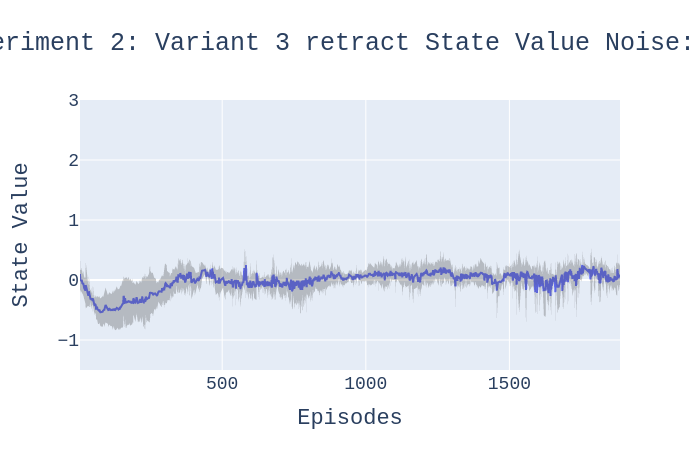 eriment 2: Variant 3 retract State Value Noise:
3
2
1
0
−1
State Value
500 1000 1500
Episodes